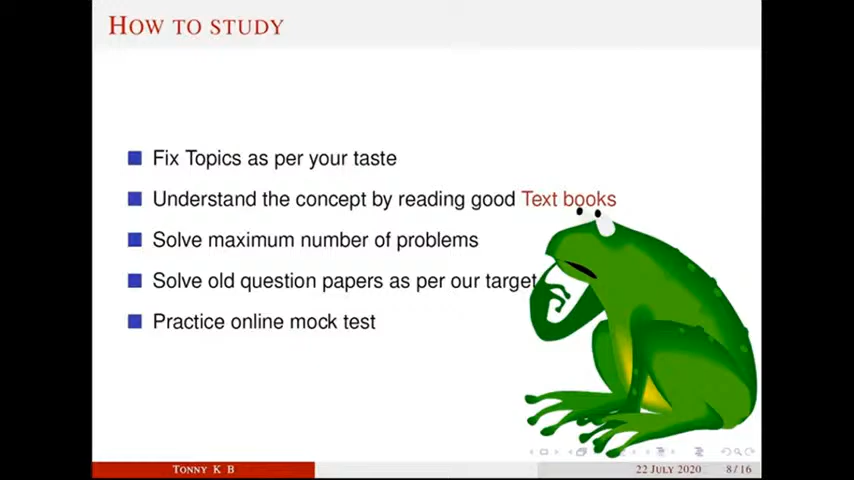 HOW TO STUDY
Fix Topics as per your taste
Understand the concept by reading good Text books
Solve maximum number of problems
Solve old question papers as per our target
Practice online mock test
TONNY K B
22 JULY 2020
8/16